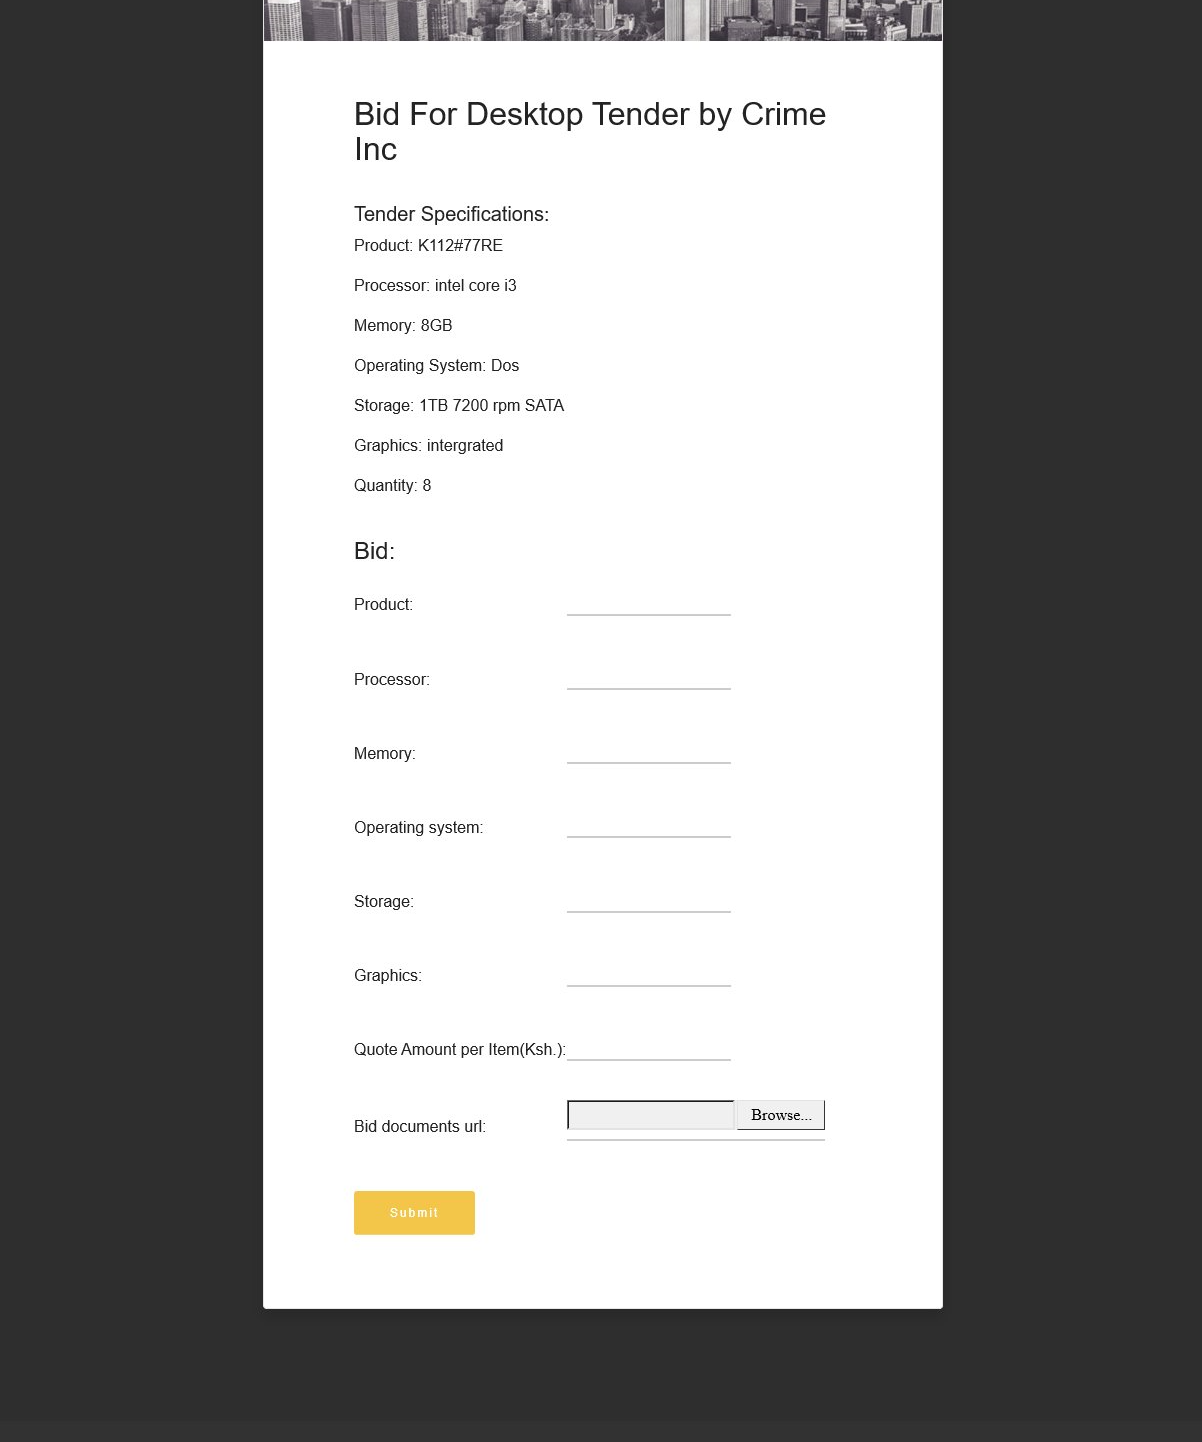 Bid For Desktop Tender by Crime
Inc
Tender Specifications:
Product: K112#77RE
Processor: intel core i3
Memory: 8GB
Operating System: Dos
Storage: 1TB 7200 rpm SATA
Graphics: intergrated
Quantity: 8
Bid:
Product:
Processor:
Memory:
Operating system:
Storage:
Graphics:
Quote Amount per Item(Ksh.):
Bid documents url: Browse...
Submit